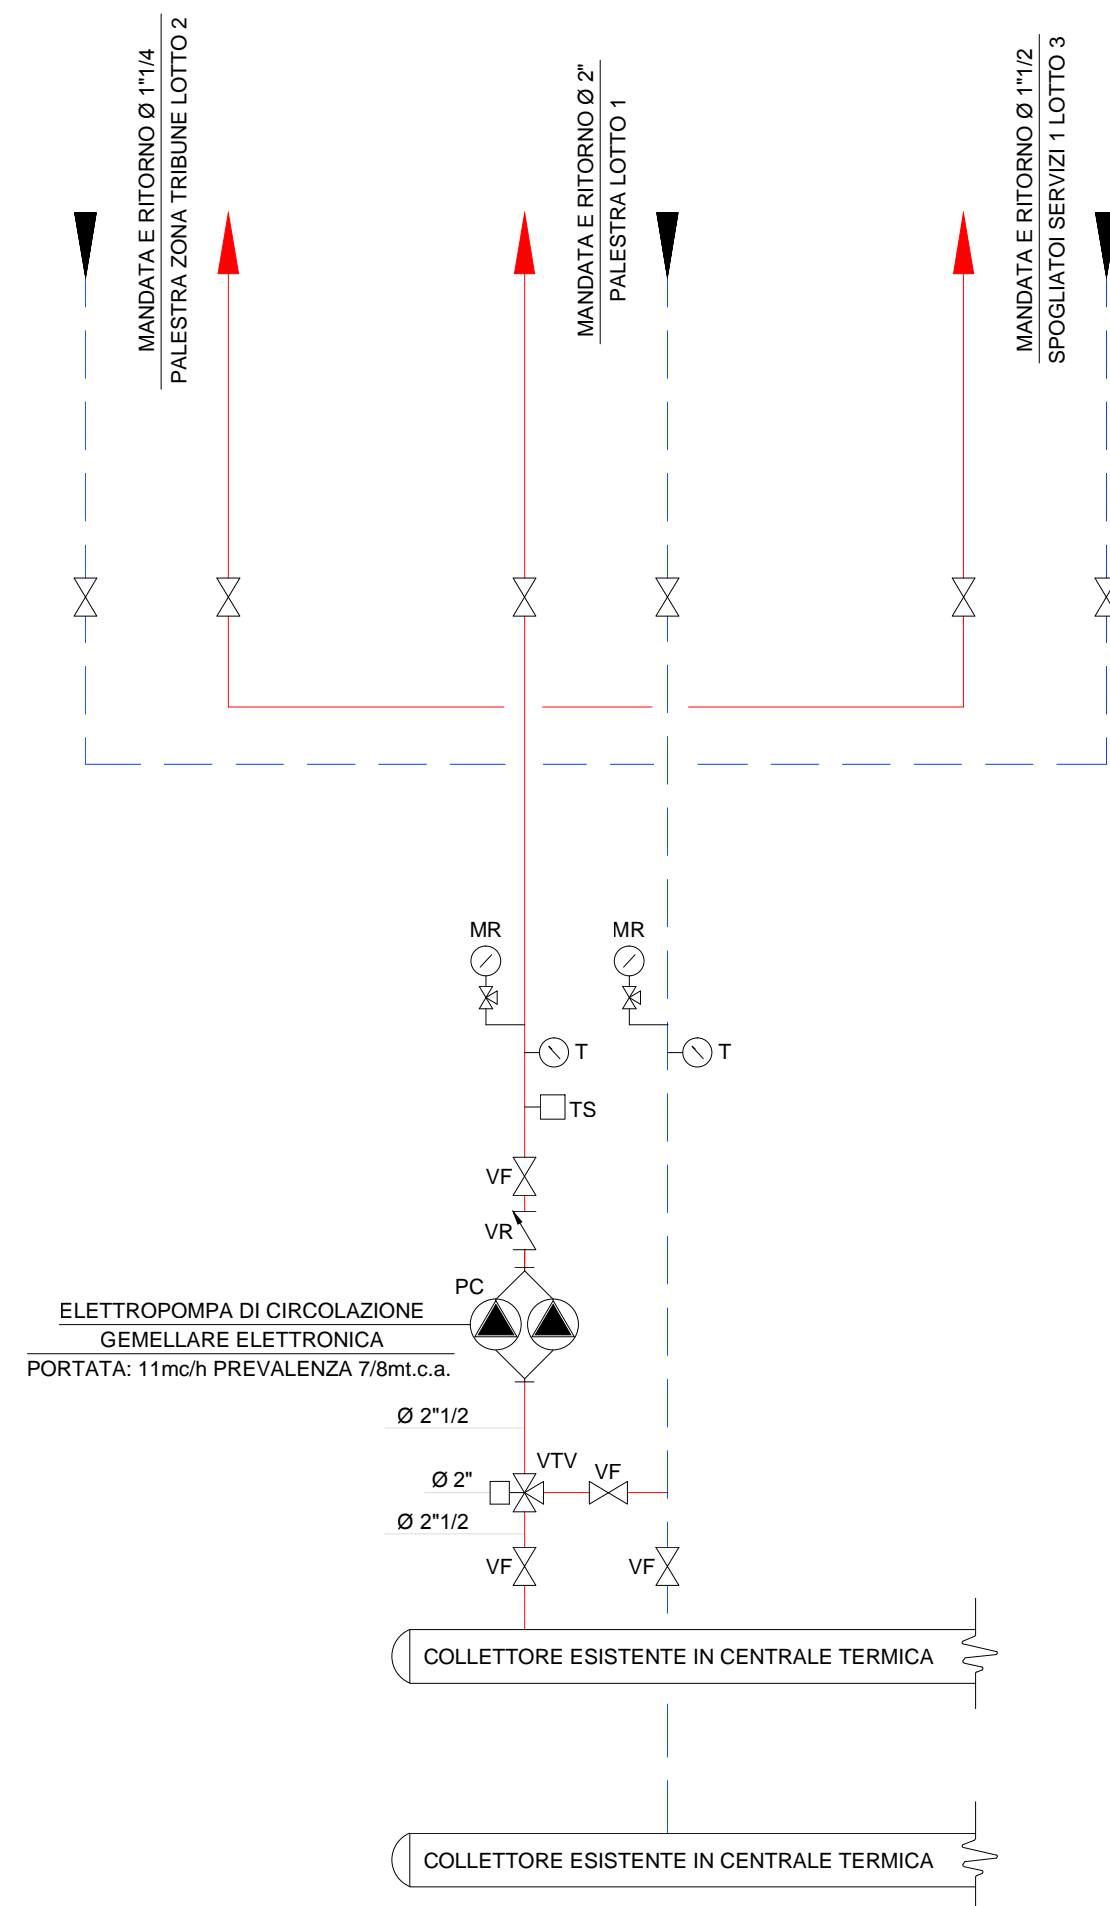 MANDATA E RITORNO Ø 1"1/4
PALESTRA ZONA TRIBUNE LOTTO 2
MANDATA E RITORNO Ø 2"
PALESTRA LOTTO 1
MANDATA E RITORNO Ø 1"1/2
SPOGLIATOI SERVIZI 1 LOTTO 3
MR
MR
T
T
TS
VF
VR
PC
ELETTROPOMPA DI CIRCOLAZIONE
GEMELLARE ELETTRONICA
PORTATA: 11mc/h PREVALENZA 7/8mt.c.a.
Ø 2"1/2
VTV
VF
Ø 2"
Ø 2"1/2
VF
VF
COLLETTORE ESISTENTE IN CENTRALE TERMICA
COLLETTORE ESISTENTE IN CENTRALE TERMICA